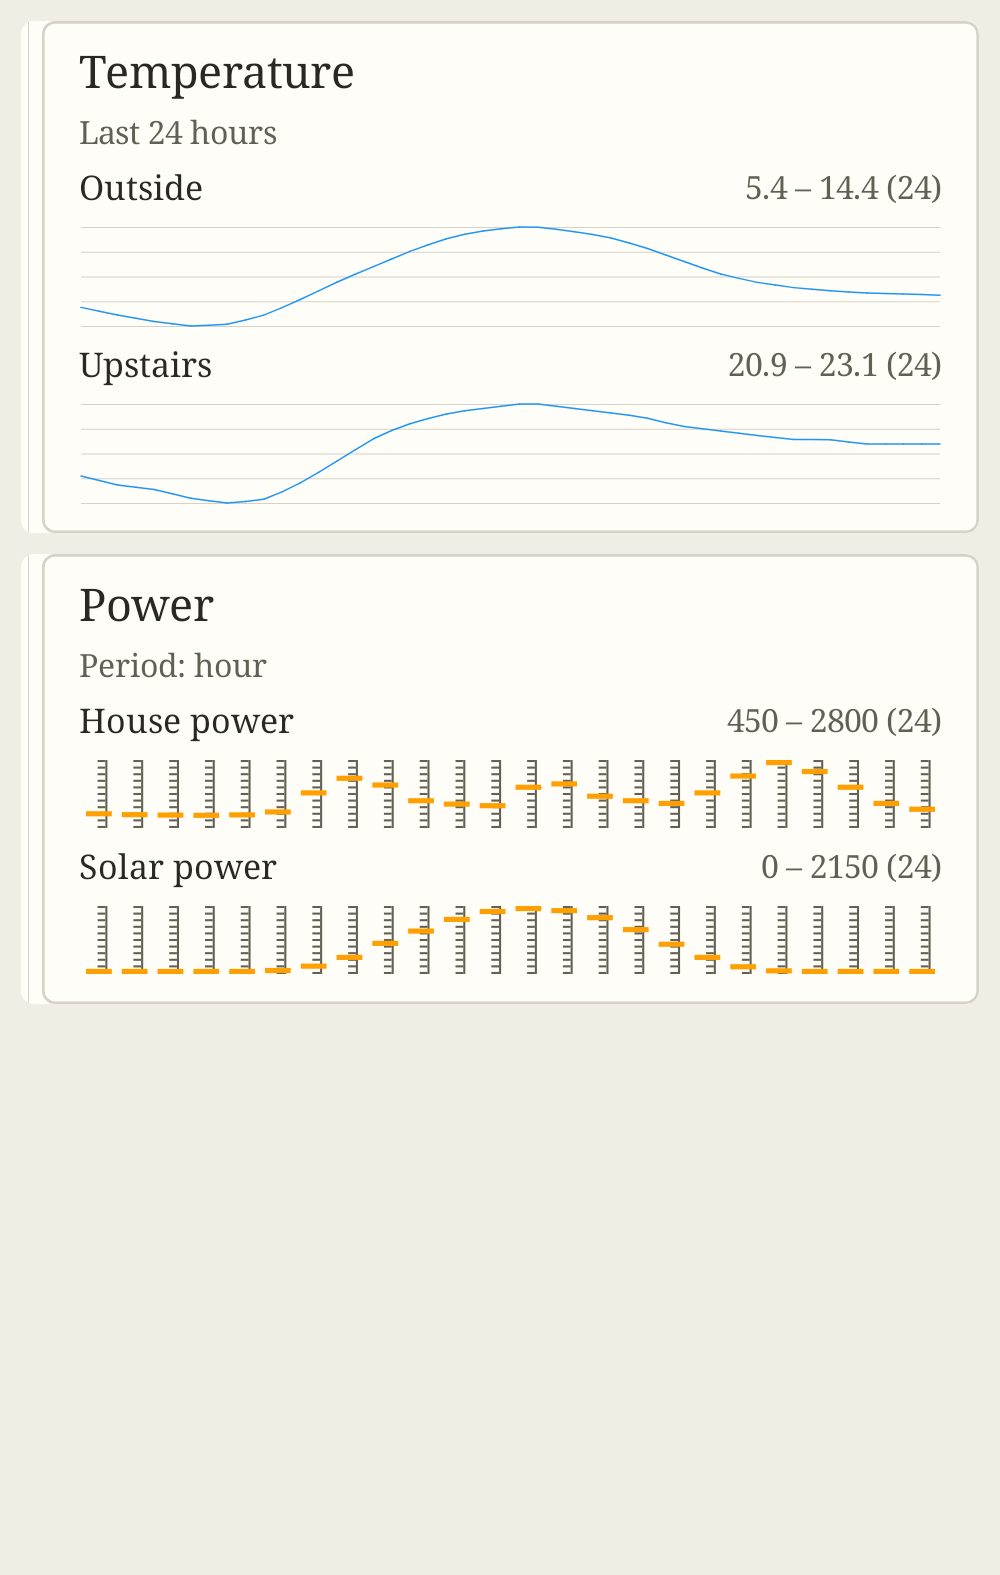 Temperature
Last 24 hours
Outside 5.4 – 14.4 (24)
Upstairs 20.9 – 23.1 (24)
Power
Period: hour
House power 450 – 2800 (24)
Solar power 0 – 2150 (24)